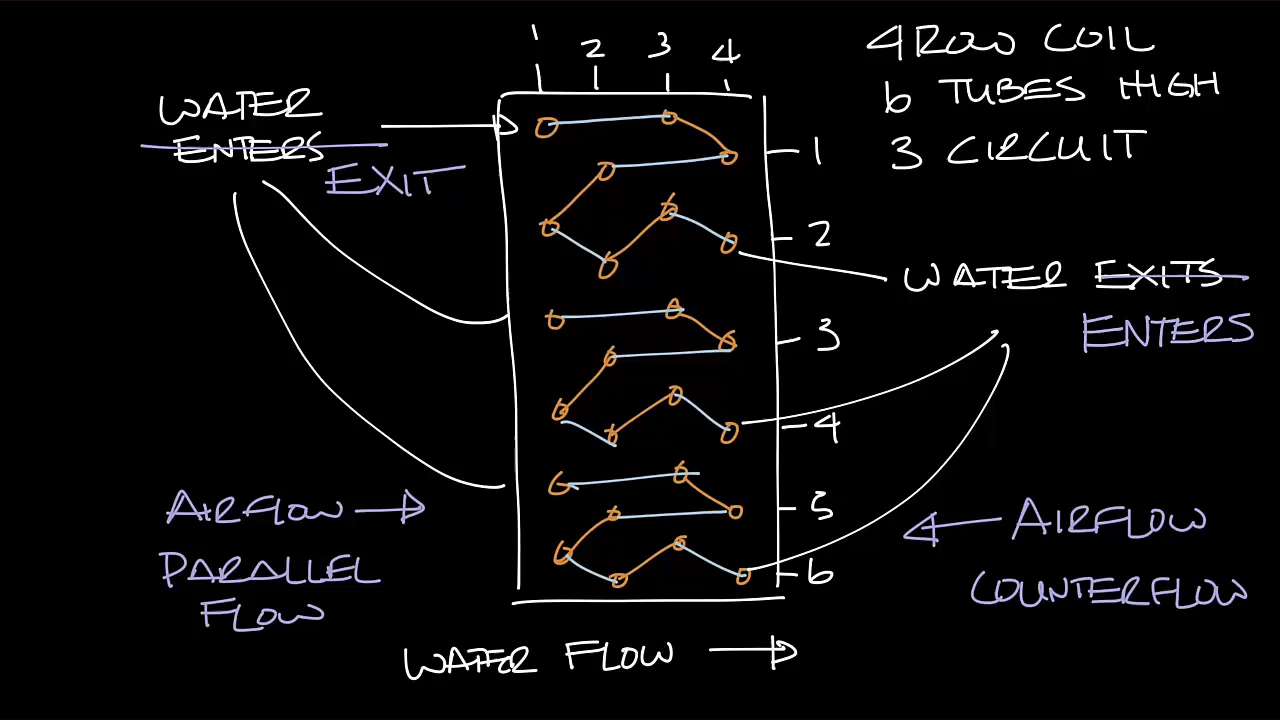 1 2 3 4
4 ROW COIL
6 TUBES HIGH
3 CIRCUIT
WATER
ENTERS
EXIT
1
2
3
4
5
6
WATER EXITS
ENTERS
AIRFLOW
PARALLEL
FLOW
AIRFLOW
COUNTERFLOW
WATER FLOW